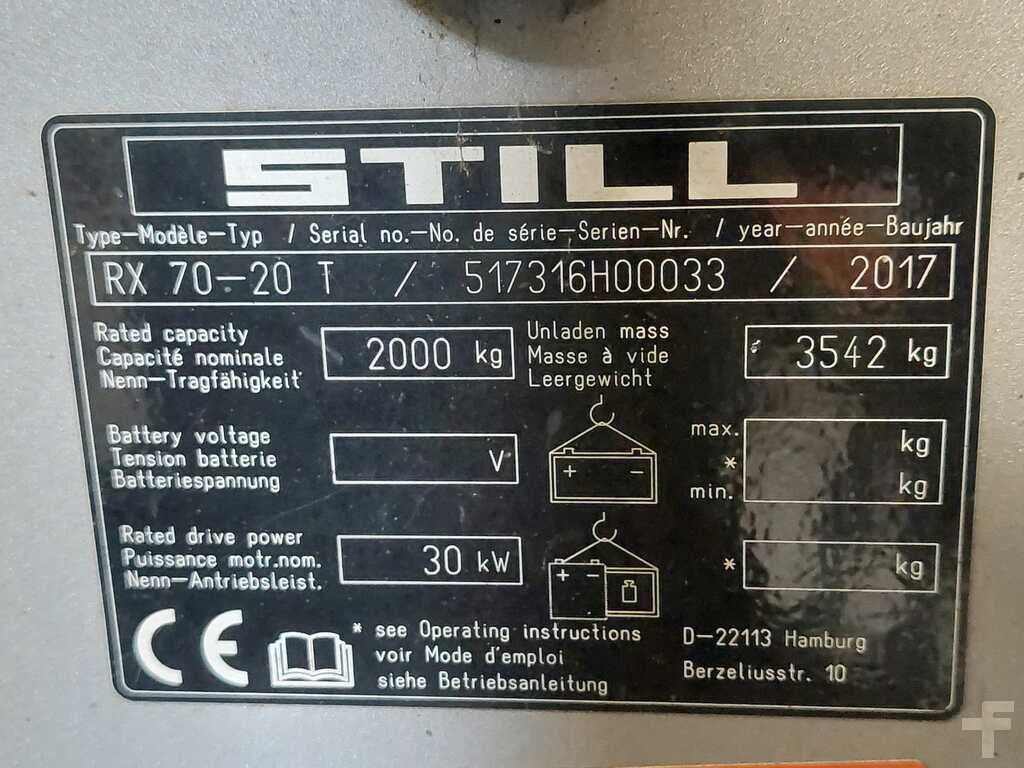 STILL
Type-Modèle-Typ / Serial no.-No. de série-Serien-Nr. / year-année-Baujahr
RX 70-20 T / 517316H00033 / 2017
Rated capacity
Capacité nominale
Nenn-Tragfähigkeit
2000 kg
Unladen mass
Masse à vide
Leergewicht
3542 kg
Battery voltage
Tension batterie
Batteriespannung
V
+ -
max. kg
*
min. kg
Rated drive power
Puissance motr.nom.
Nenn-Antriebsleist.
30 kW
+ -
* kg
CE
* see Operating instructions
voir Mode d'emploi
siehe Betriebsanleitung
D-22113 Hamburg
Berzeliusstr. 10